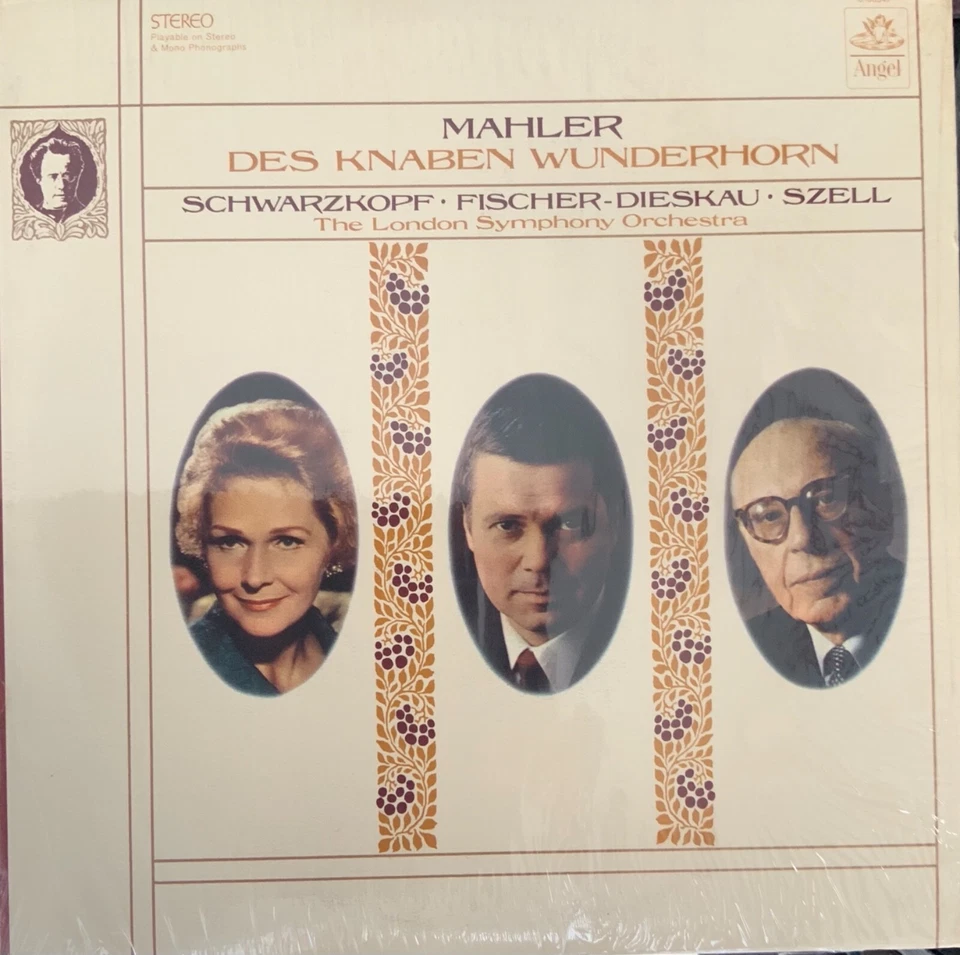 STEREO
Playable on Stereo
& Mono Phonographs
Angel
MAHLER
DES KNABEN WUNDERHORN
SCHWARZKOPF · FISCHER-DIESKAU · SZELL
The London Symphony Orchestra